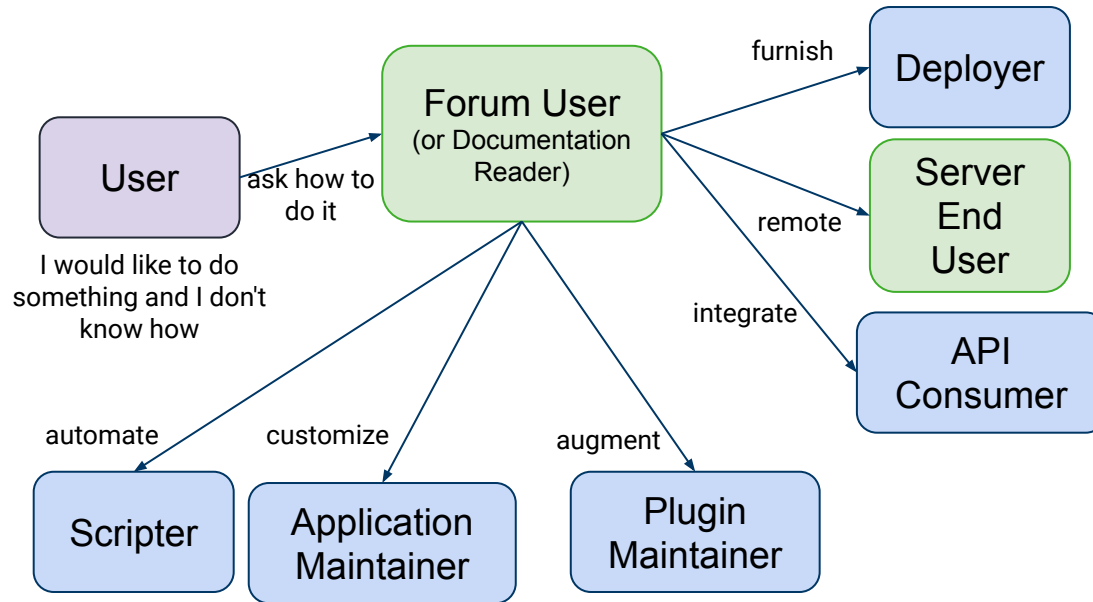 furnish
Deployer
Forum User
(or Documentation
Reader)
User
ask how to
do it
Server
End
User
remote
I would like to do
something and I don't
know how
integrate
API
Consumer
automate
customize
augment
Scripter
Application
Maintainer
Plugin
Maintainer